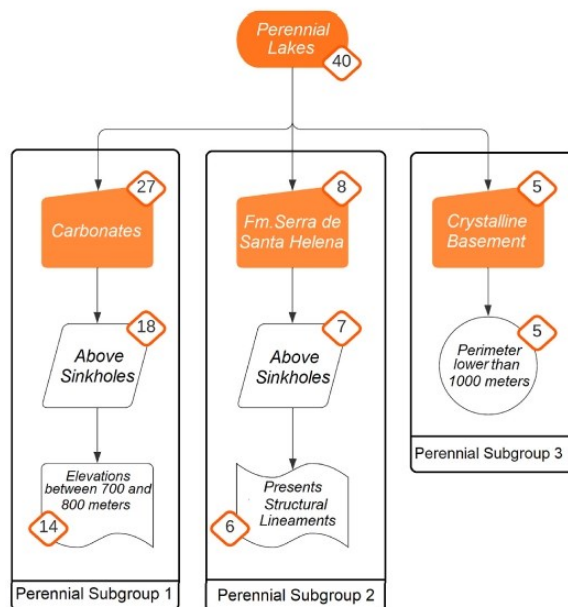 Perennial
Lakes
40
27
Carbonates
18
Above
Sinkholes
Elevations
between 700 and
800 meters
14
Perennial Subgroup 1
8
Fm.Serra de
Santa Helena
7
Above
Sinkholes
Presents
Structural
Lineaments
6
Perennial Subgroup 2
5
Crystalline
Basement
5
Perimeter
lower than
1000 meters
Perennial Subgroup 3